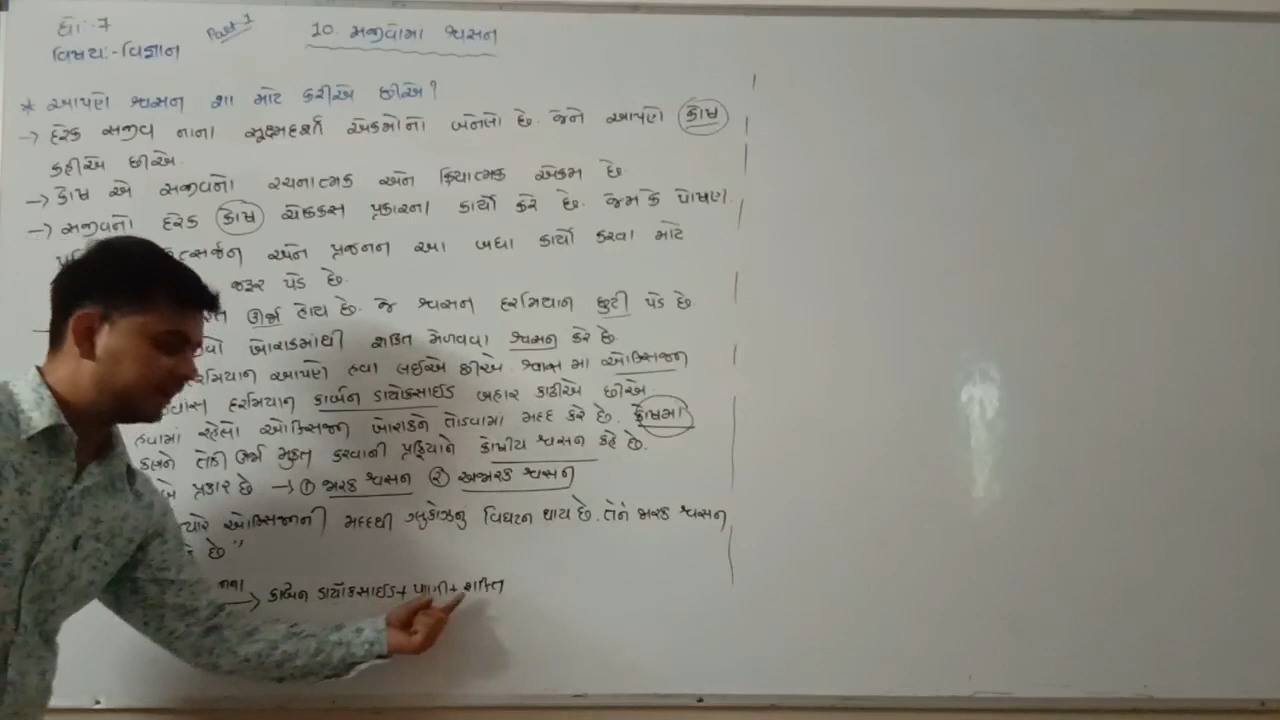 ધો:-7
વિષય:-વિજ્ઞાન
Part-1
10. સજીવોમાં શ્વસન
* આપણે શ્વસન શા માટે કરીએ છીએ?
→ દરેક સજીવ નાના સૂક્ષ્મદર્શી એકમોનો બનેલો છે. જેને આપણે કોષ
કહીએ છીએ.
→ કોષ એ સજીવનો રચનાત્મક અને ક્રિયાત્મક એકમ છે
→ સજીવનો દરેક કોષ ચોક્કસ પ્રકારના કાર્યો કરે છે. જેમ કે પોષણ,
ઉત્સર્જન અને પ્રજનન આ બધા કાર્યો કરવા માટે
જરૂર પડે છે.
ઊર્જા હોય છે. જે શ્વસન દરમિયાન છુટી પડે છે.
ખોરાકમાંથી શક્તિ મેળવવા શ્વસન કરે છે.
દરમિયાન આપણે હવા લઈએ છીએ. શ્વાસ માં ઓક્સિજન
દરમિયાન કાર્બન ડાયોક્સાઈડ બહાર કાઢીએ છીએ.
હવામાં રહેલો ઓક્સિજન ખોરાકને તોડવામાં મદદ કરે છે. કોષમાં
તોડી ઊર્જા મુક્ત કરવાની પ્રક્રિયાને કોષીય શ્વસન કહે છે.
પ્રકાર છે → ① જારક શ્વસન ② અજારક શ્વસન
ઓક્સિજનની મદદથી ગ્લુકોઝનું વિઘટન થાય છે. તેને જારક શ્વસન
છે"
→ કાર્બન ડાયોક્સાઈડ + પાણી + શક્તિ